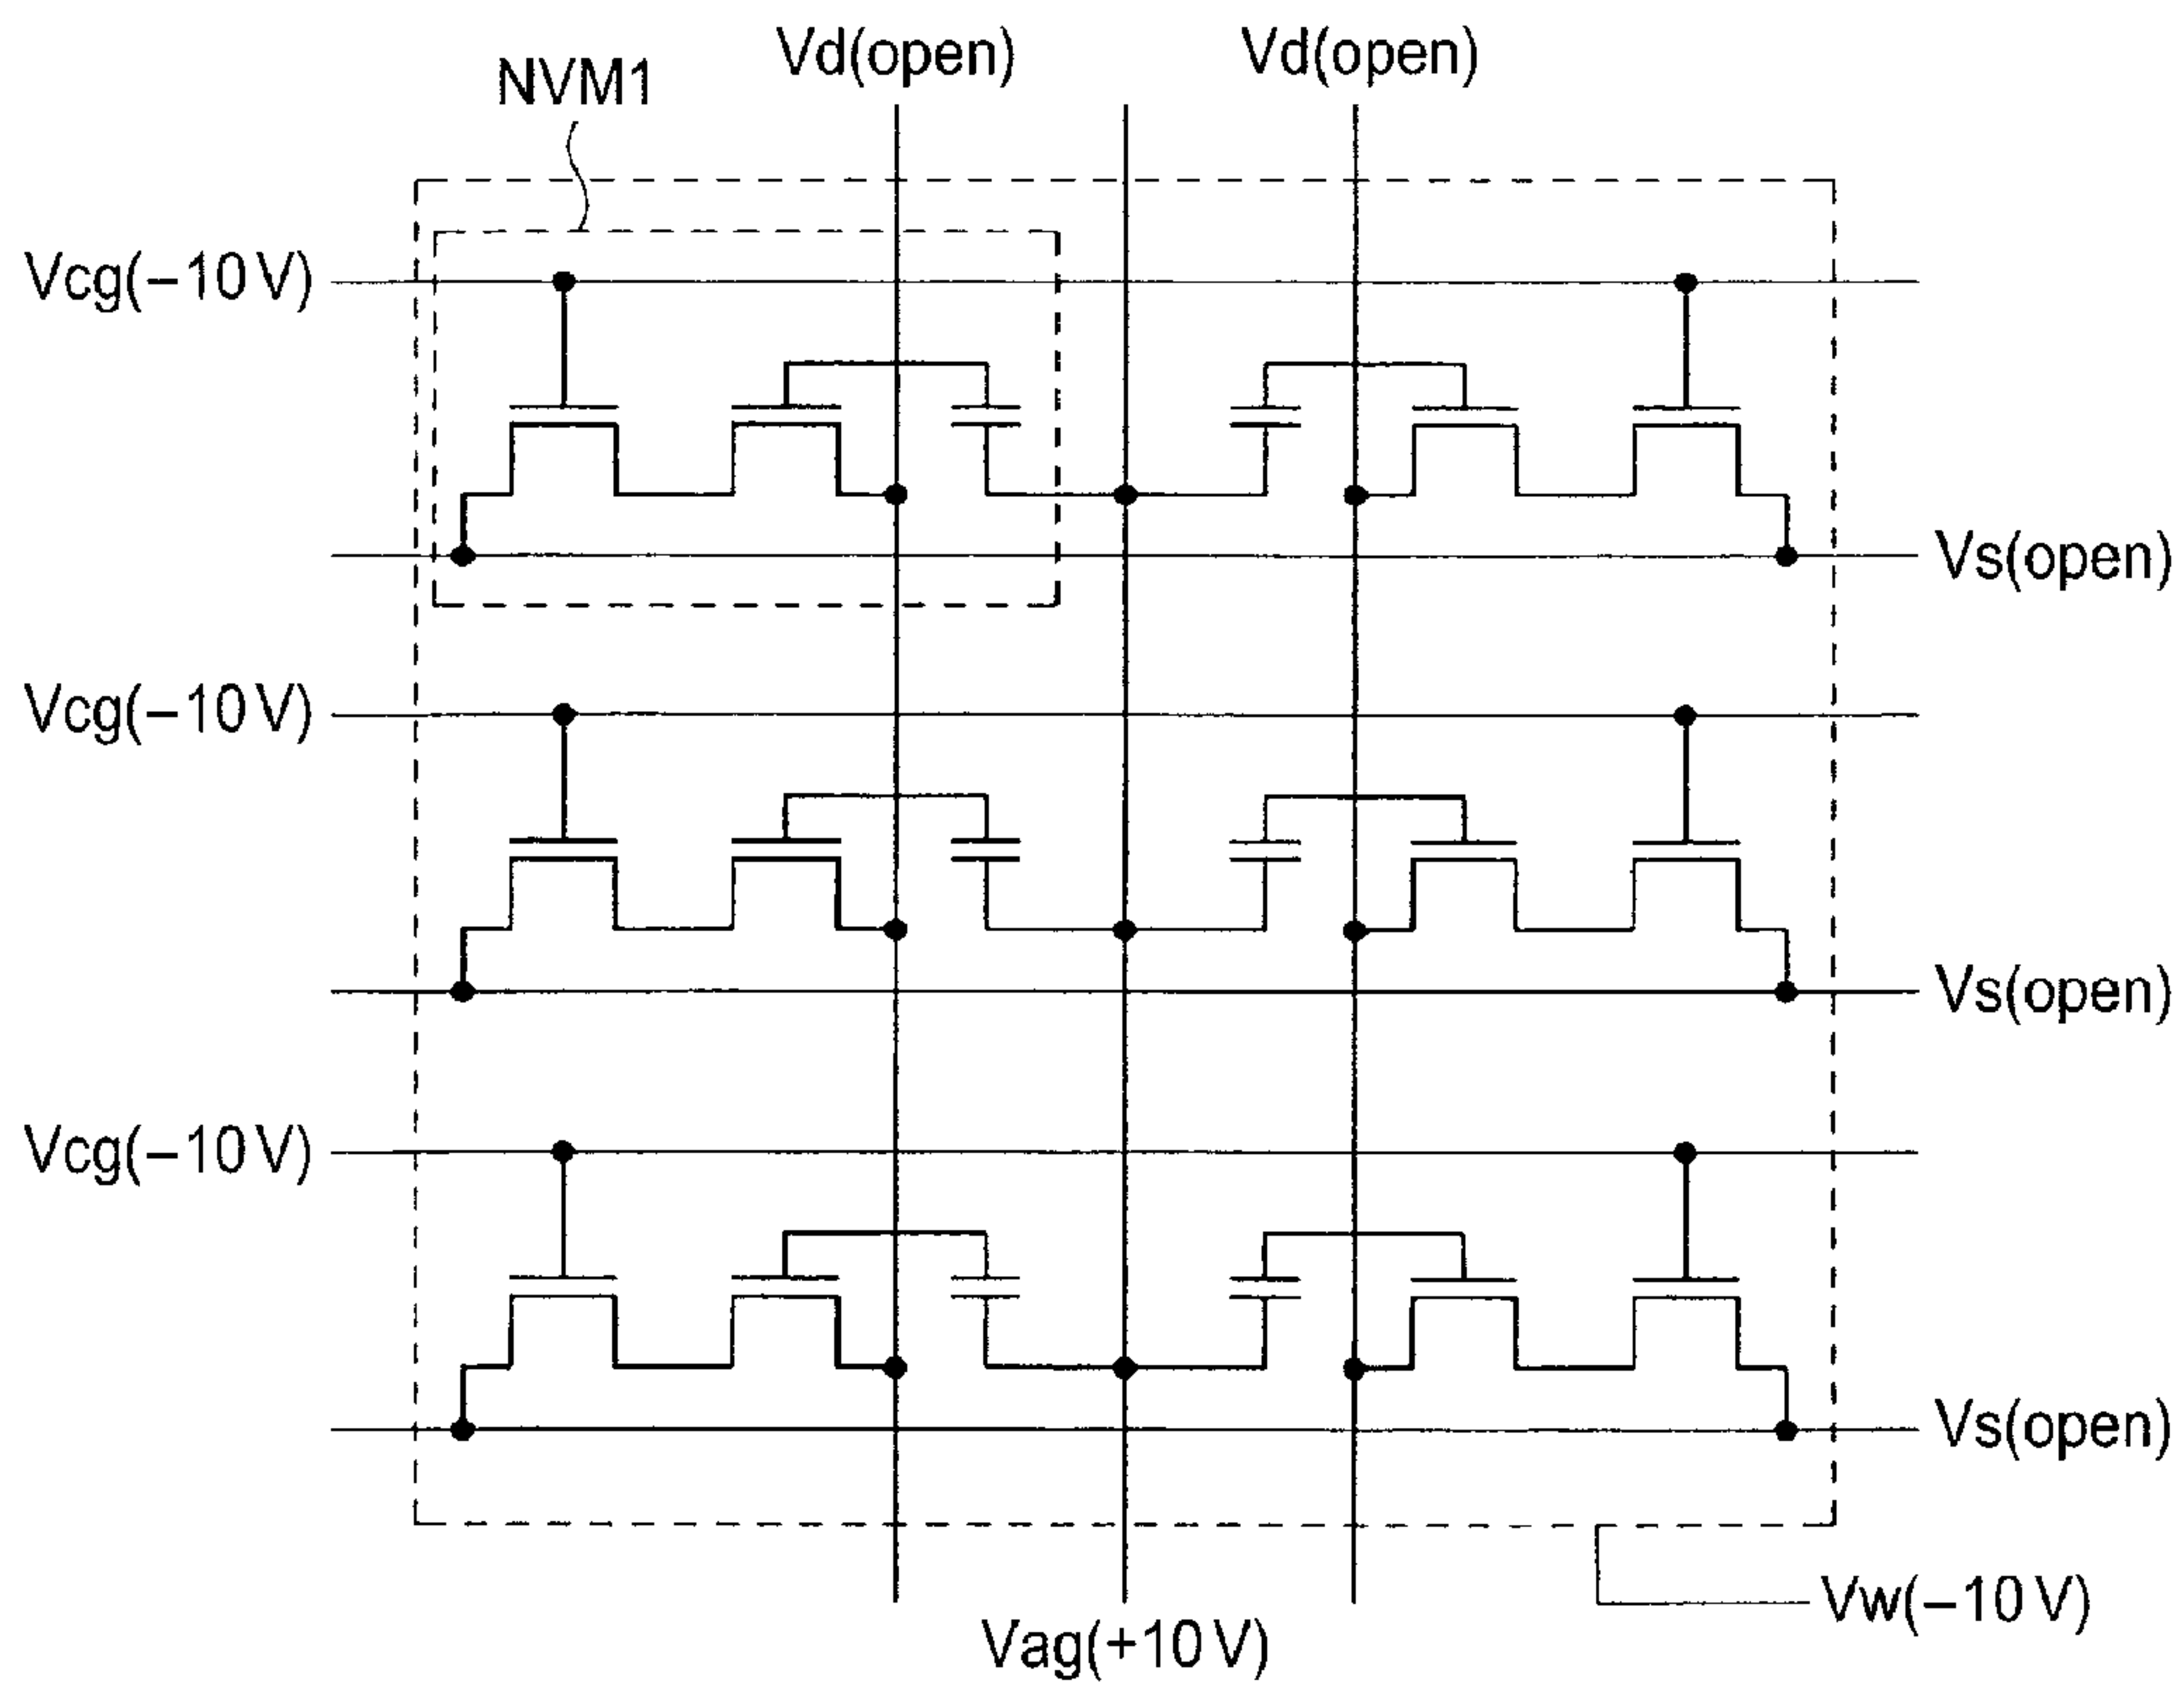 Vd(open)
Vd(open)
NVM1
Vcg(−10 V)
Vs(open)
Vcg(−10 V)
Vs(open)
Vcg(−10 V)
Vs(open)
Vw(−10 V)
Vag(+10 V)